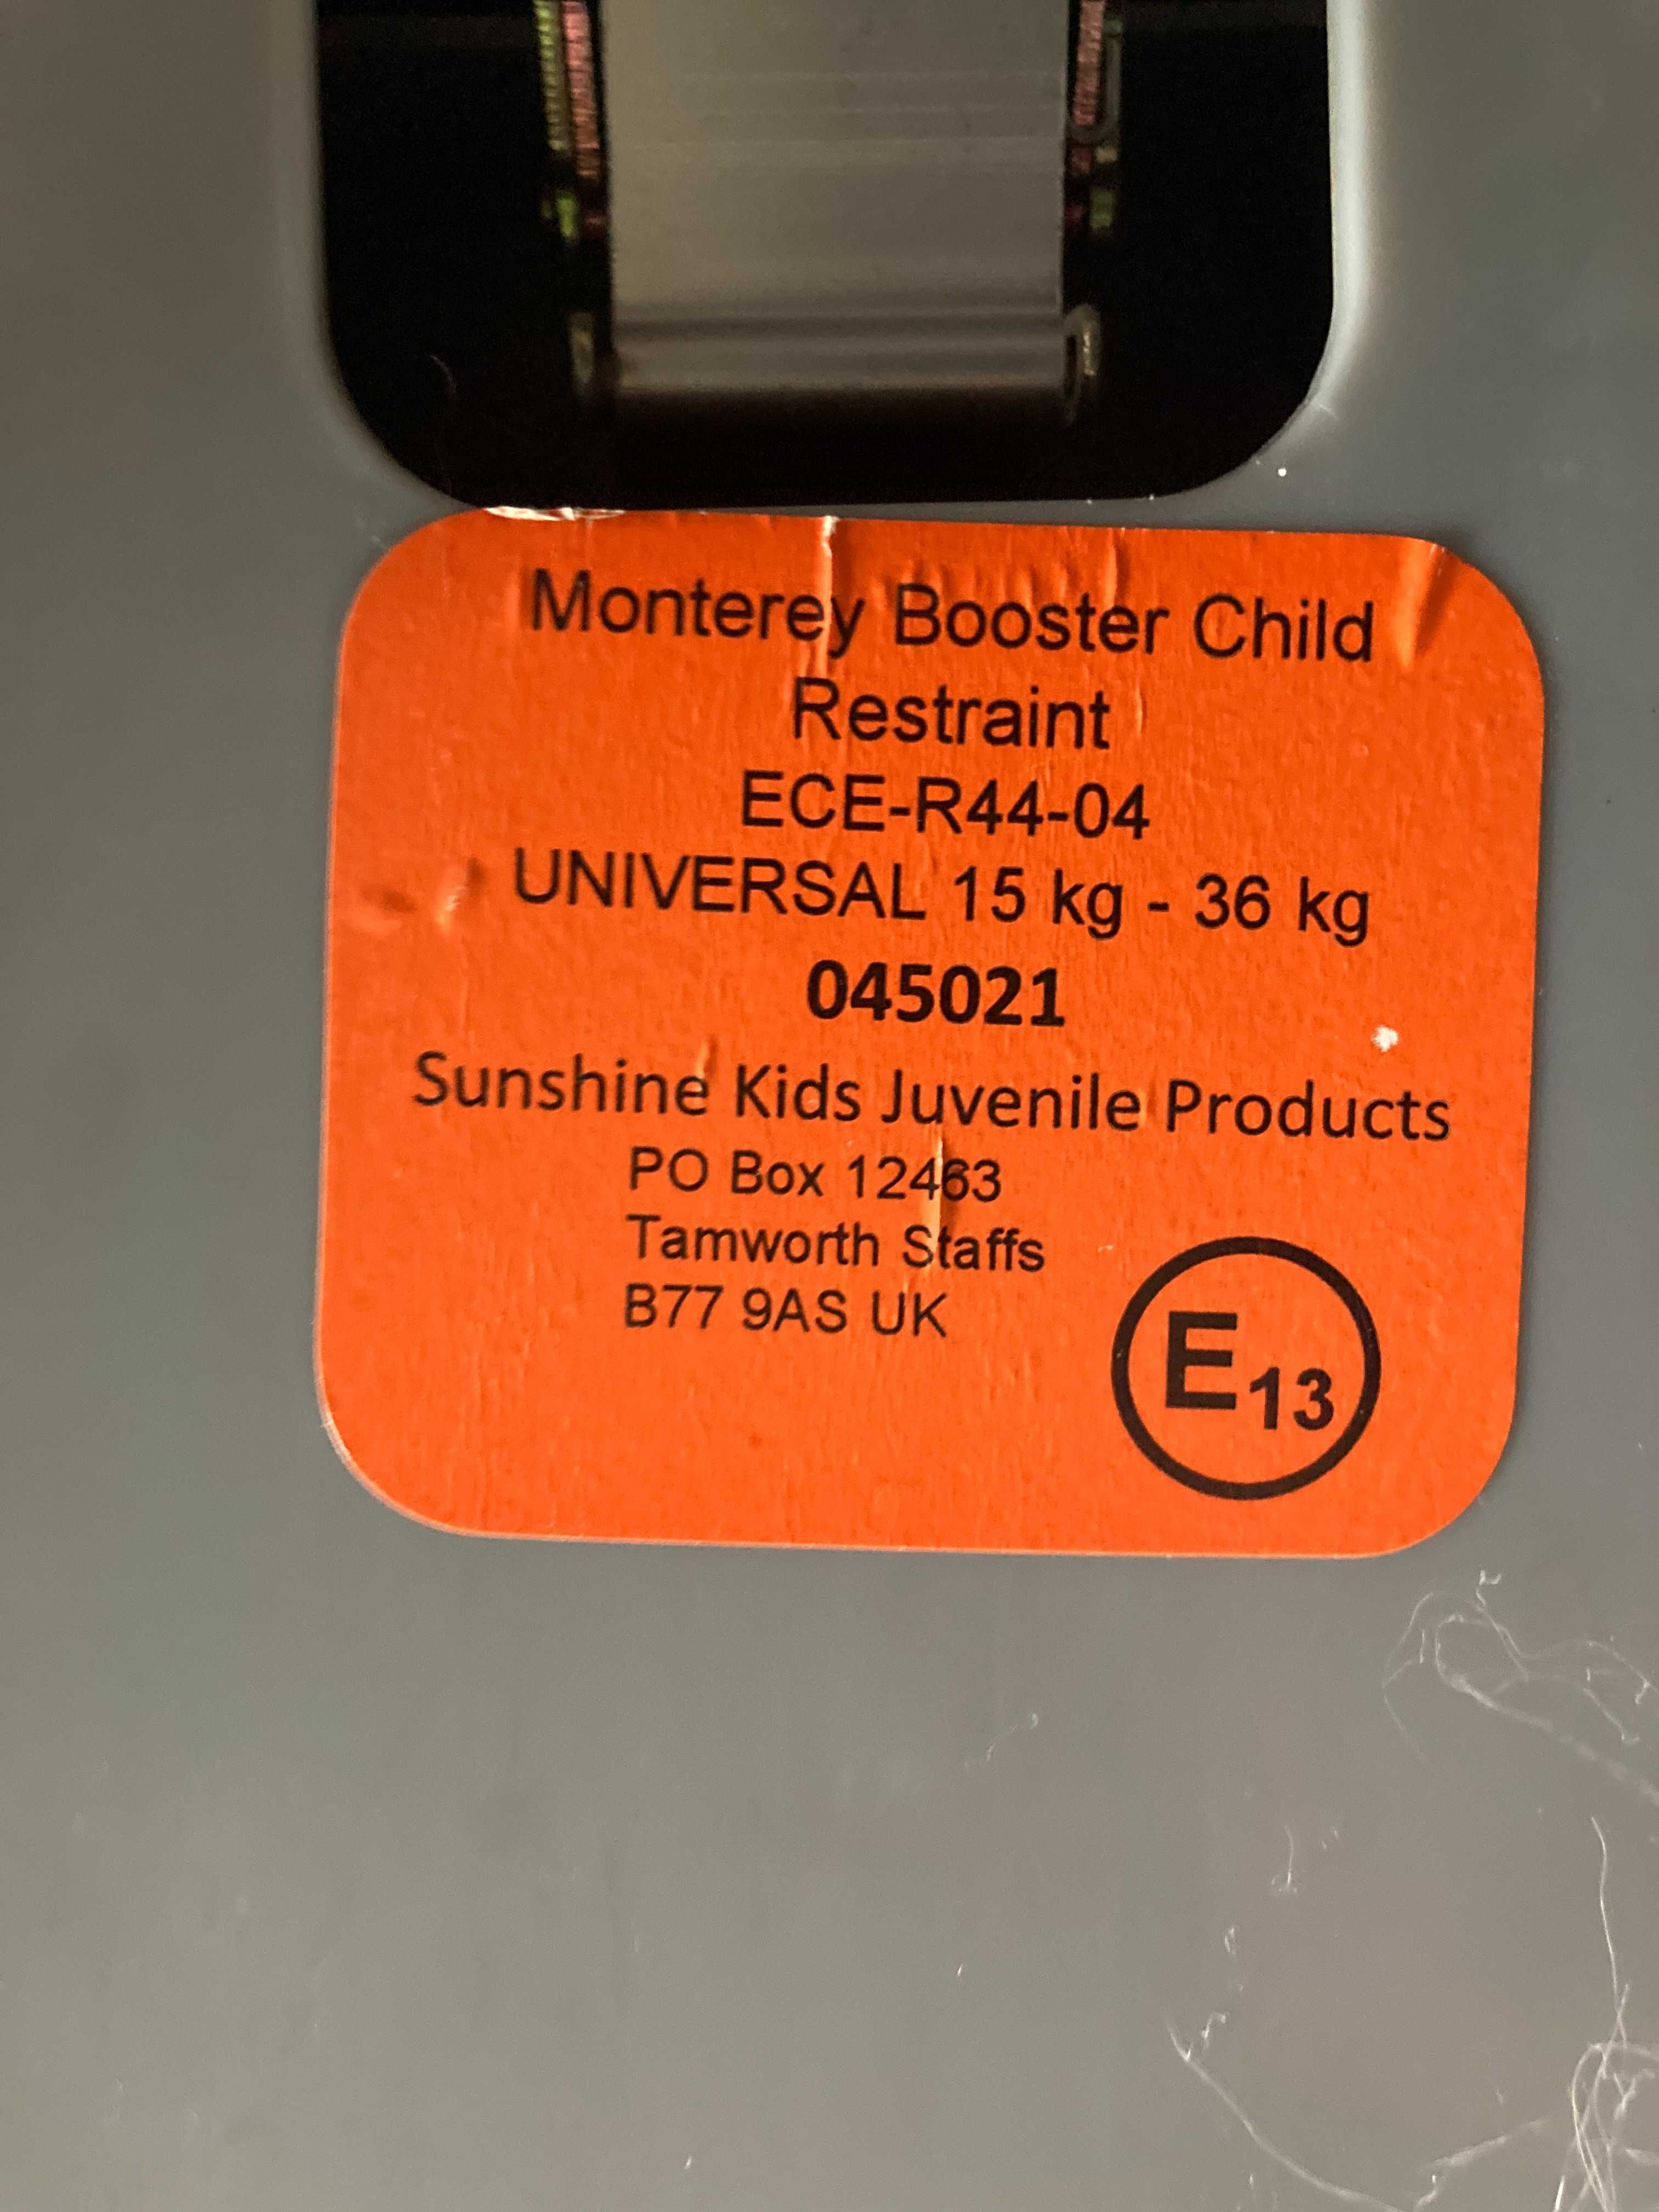 Monterey Booster Child
Restraint
ECE-R44-04
UNIVERSAL 15 kg - 36 kg
045021
Sunshine Kids Juvenile Products
PO Box 12463
Tamworth Staffs
B77 9AS UK
E13